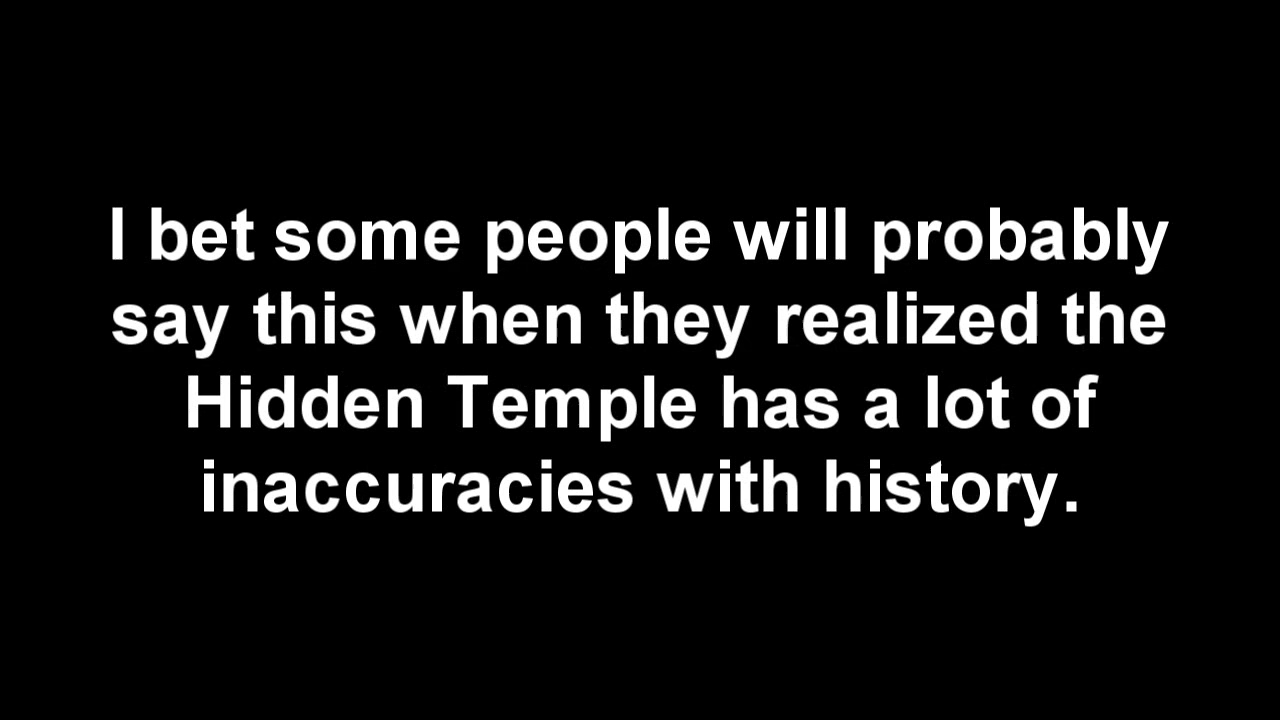 I bet some people will probably
say this when they realized the
Hidden Temple has a lot of
inaccuracies with history.